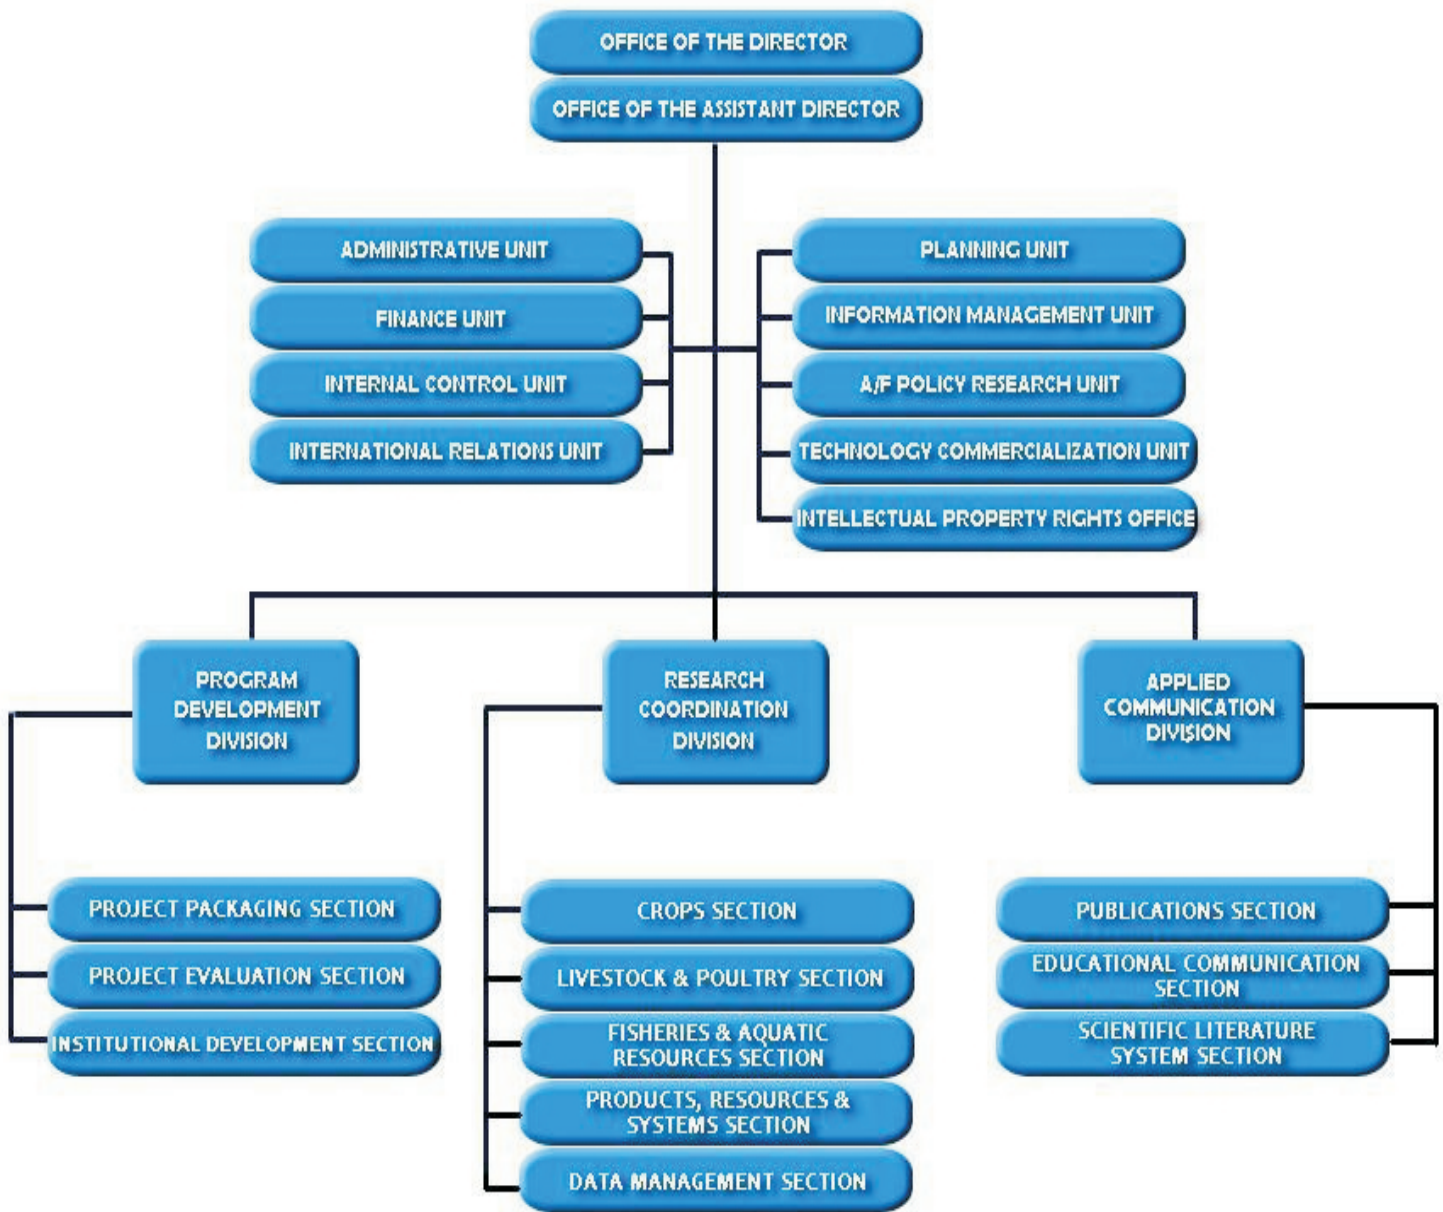 OFFICE OF THE DIRECTOR
OFFICE OF THE ASSISTANT DIRECTOR
ADMINISTRATIVE UNIT
FINANCE UNIT
INTERNAL CONTROL UNIT
INTERNATIONAL RELATIONS UNIT
PLANNING UNIT
INFORMATION MANAGEMENT UNIT
A/F POLICY RESEARCH UNIT
TECHNOLOGY COMMERCIALIZATION UNIT
INTELLECTUAL PROPERTY RIGHTS OFFICE
PROGRAM
DEVELOPMENT
DIVISION
PROJECT PACKAGING SECTION
PROJECT EVALUATION SECTION
INSTITUTIONAL DEVELOPMENT SECTION
RESEARCH
COORDINATION
DIVISION
CROPS SECTION
LIVESTOCK & POULTRY SECTION
FISHERIES & AQUATIC
RESOURCES SECTION
PRODUCTS, RESOURCES &
SYSTEMS SECTION
DATA MANAGEMENT SECTION
APPLIED
COMMUNICATION
DIVISION
PUBLICATIONS SECTION
EDUCATIONAL COMMUNICATION
SECTION
SCIENTIFIC LITERATURE
SYSTEM SECTION